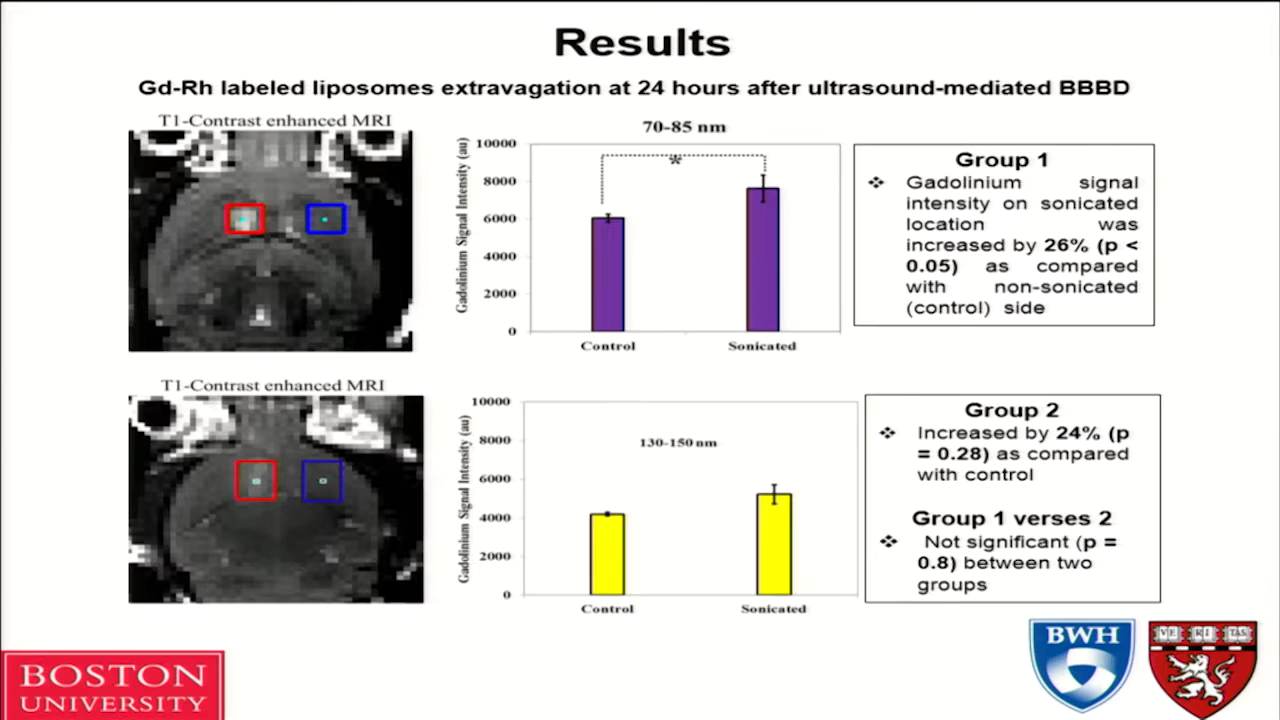 Results
Gd-Rh labeled liposomes extravagation at 24 hours after ultrasound-mediated BBBD
T1-Contrast enhanced MRI
70-85 nm
Gadolinium Signal Intensity (au)
10000
8000
6000
4000
2000
0
*
Control
Sonicated
Group 1
❖ Gadolinium signal
intensity on sonicated
location was
increased by 26% (p <
0.05) as compared
with non-sonicated
(control) side
T1-Contrast enhanced MRI
130-150 nm
Gadolinium Signal Intensity (au)
10000
8000
6000
4000
2000
0
Control
Sonicated
Group 2
❖ Increased by 24% (p
= 0.28) as compared
with control
Group 1 verses 2
❖ Not significant (p =
0.8) between two
groups
BOSTON
UNIVERSITY
BWH
VE RI TAS